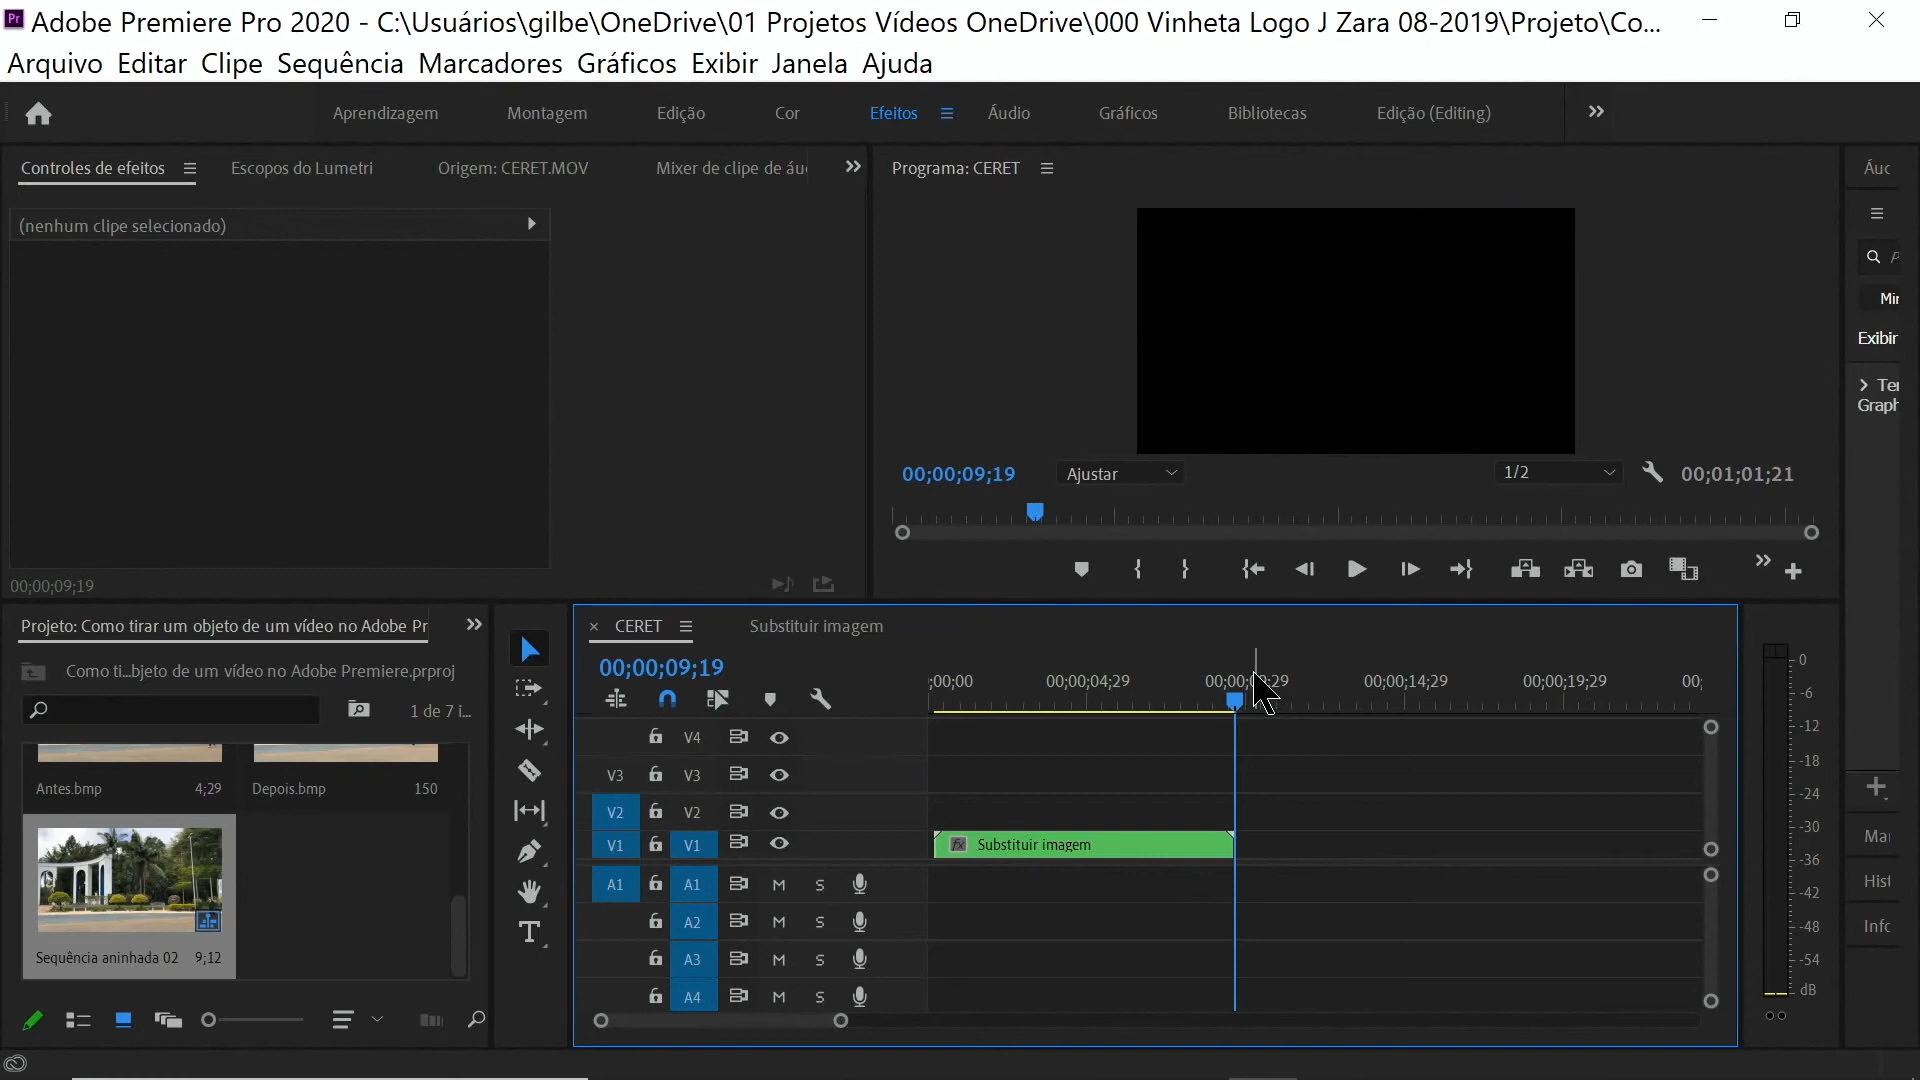 Pr Adobe Premiere Pro 2020 - C:\Usuários\gilbe\OneDrive\01 Projetos Vídeos OneDrive\000 Vinheta Logo J Zara 08-2019\Projeto\Co...
Arquivo Editar Clipe Sequência Marcadores Gráficos Exibir Janela Ajuda
Aprendizagem Montagem Edição Cor Efeitos Áudio Gráficos Bibliotecas Edição (Editing)
Controles de efeitos Escopos do Lumetri Origem: CERET.MOV Mixer de clipe de áu
Programa: CERET
Áuc
(nenhum clipe selecionado)
Mir
Exibir
Ter
Graph
00;00;09;19 Ajustar 1/2 00;01;01;21
00;00;09;19
Projeto: Como tirar um objeto de um vídeo no Adobe Pr
CERET Substituir imagem
Como ti...bjeto de um vídeo no Adobe Premiere.prproj
00;00;09;19
1 de 7 i...
;00;00 00;00;04;29 00;00;29 00;00;14;29 00;00;19;29 00;
V4
V3 V3
V2 V2
V1 V1 fx Substituir imagem
A1 A1 M S
A2 M S
A3 M S
A4 M S
Antes.bmp 4;29 Depois.bmp 150
Sequência aninhada 02 9;12
0
-6
-12
-18
-24
-30
-36
-42
-48
-54
dB
Mar
Hist
Infc